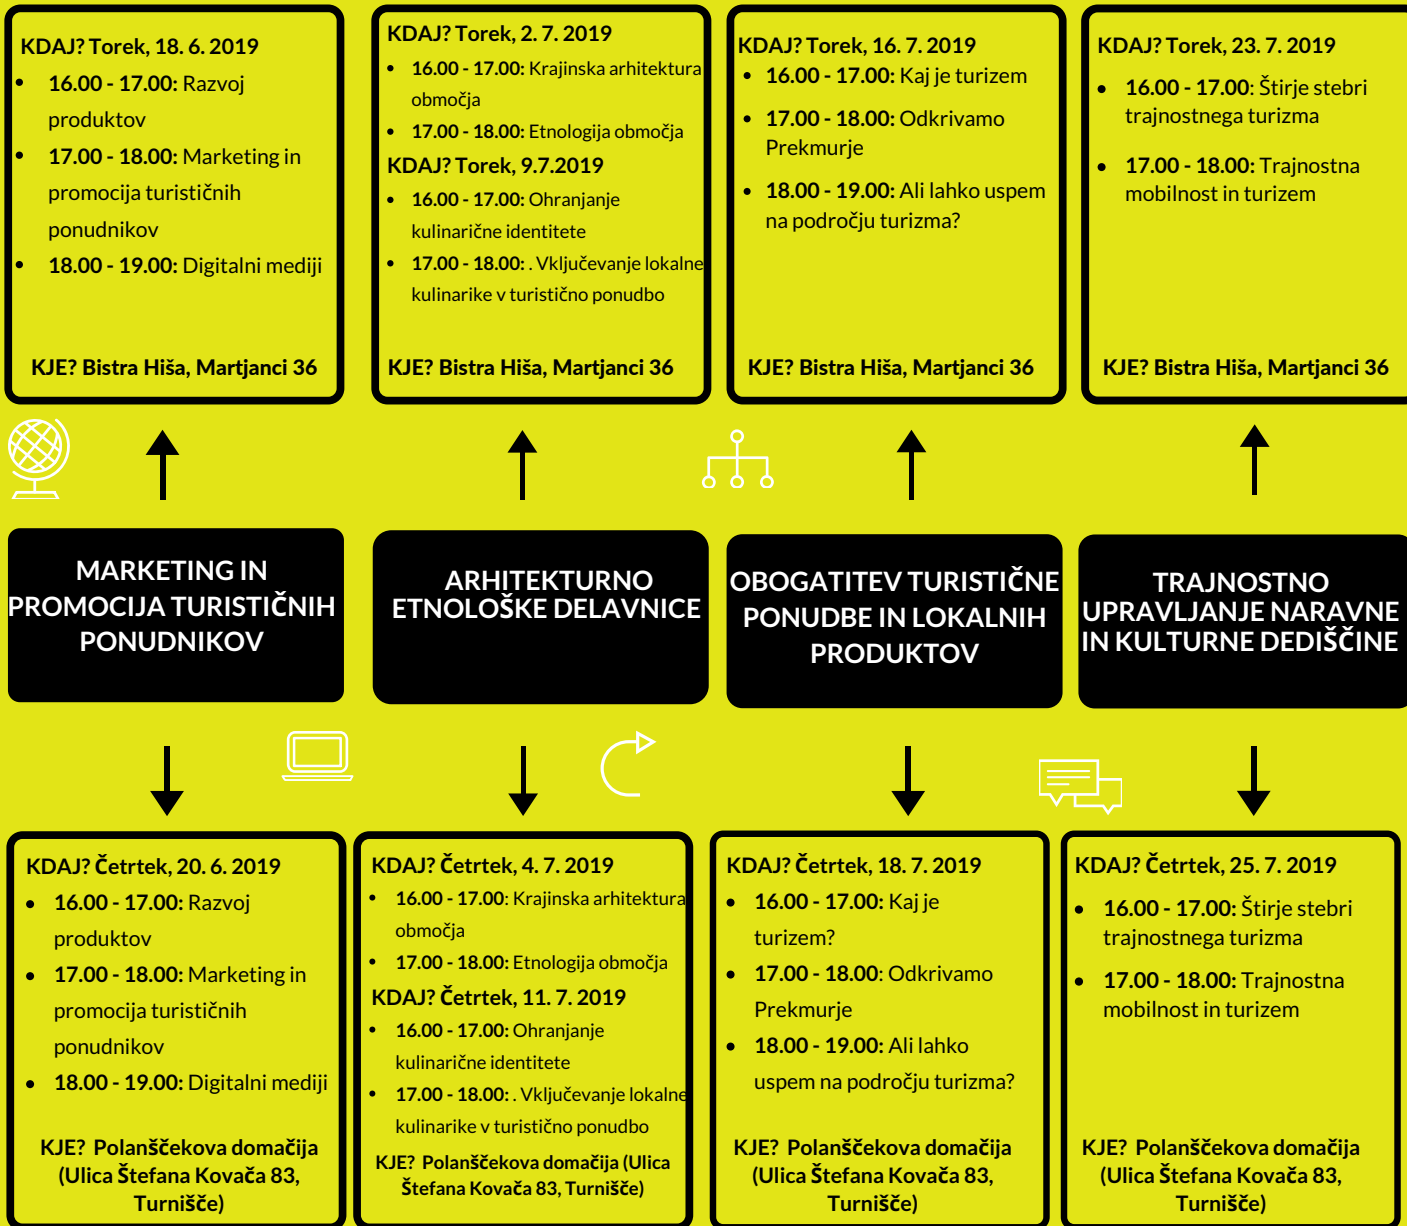 KDAJ? Torek, 18. 6. 2019
16.00 - 17.00: Razvoj
produktov
17.00 - 18.00: Marketing in
promocija turističnih
ponudnikov
18.00 - 19.00: Digitalni mediji
KJE? Bistra Hiša, Martjanci 36
KDAJ? Torek, 2. 7. 2019
16.00 - 17.00: Krajinska arhitektura
območja
17.00 - 18.00: Etnologija območja
KDAJ? Torek, 9.7.2019
16.00 - 17.00: Ohranjanje
kulinarične identitete
17.00 - 18.00: . Vključevanje lokalne
kulinarike v turistično ponudbo
KJE? Bistra Hiša, Martjanci 36
KDAJ? Torek, 16. 7. 2019
16.00 - 17.00: Kaj je turizem
17.00 - 18.00: Odkrivamo
Prekmurje
18.00 - 19.00: Ali lahko uspem
na področju turizma?
KJE? Bistra Hiša, Martjanci 36
KDAJ? Torek, 23. 7. 2019
16.00 - 17.00: Štirje stebri
trajnostnega turizma
17.00 - 18.00: Trajnostna
mobilnost in turizem
KJE? Bistra Hiša, Martjanci 36
MARKETING IN
PROMOCIJA TURISTIČNIH
PONUDNIKOV
ARHITEKTURNO
ETNOLOŠKE DELAVNICE
OBOGATITEV TURISTIČNE
PONUDBE IN LOKALNIH
PRODUKTOV
TRAJNOSTNO
UPRAVLJANJE NARAVNE
IN KULTURNE DEDIŠČINE
KDAJ? Četrtek, 20. 6. 2019
16.00 - 17.00: Razvoj
produktov
17.00 - 18.00: Marketing in
promocija turističnih
ponudnikov
18.00 - 19.00: Digitalni mediji
KJE? Polanščekova domačija
(Ulica Štefana Kovača 83,
Turnišče)
KDAJ? Četrtek, 4. 7. 2019
16.00 - 17.00: Krajinska arhitektura
območja
17.00 - 18.00: Etnologija območja
KDAJ? Četrtek, 11. 7. 2019
16.00 - 17.00: Ohranjanje
kulinarične identitete
17.00 - 18.00: . Vključevanje lokalne
kulinarike v turistično ponudbo
KJE? Polanščekova domačija (Ulica
Štefana Kovača 83, Turnišče)
KDAJ? Četrtek, 18. 7. 2019
16.00 - 17.00: Kaj je
turizem?
17.00 - 18.00: Odkrivamo
Prekmurje
18.00 - 19.00: Ali lahko
uspem na področju turizma?
KJE? Polanščekova domačija
(Ulica Štefana Kovača 83,
Turnišče)
KDAJ? Četrtek, 25. 7. 2019
16.00 - 17.00: Štirje stebri
trajnostnega turizma
17.00 - 18.00: Trajnostna
mobilnost in turizem
KJE? Polanščekova domačija
(Ulica Štefana Kovača 83,
Turnišče)